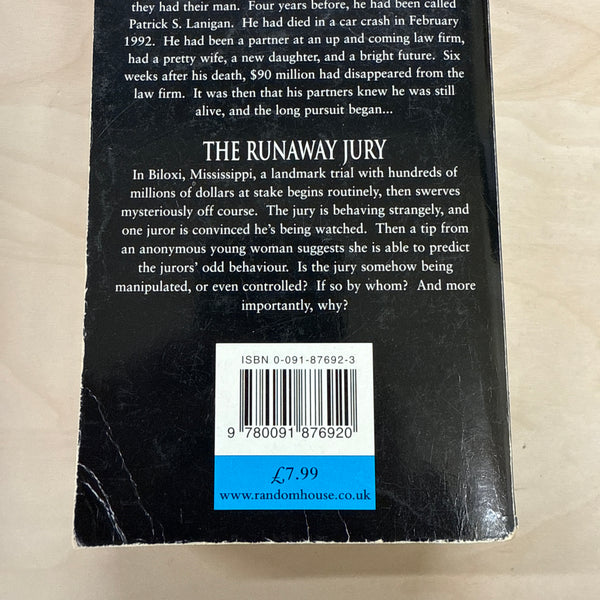 they had their man. Four years before, he had been called
Patrick S. Lanigan. He had died in a car crash in February
1992. He had been a partner at an up and coming law firm,
had a pretty wife, a new daughter, and a bright future. Six
weeks after his death, $90 million had disappeared from the
law firm. It was then that his partners knew he was still
alive, and the long pursuit began...
THE RUNAWAY JURY
In Biloxi, Mississippi, a landmark trial with hundreds of
millions of dollars at stake begins routinely, then swerves
mysteriously off course. The jury is behaving strangely, and
one juror is convinced he's being watched. Then a tip from
an anonymous young woman suggests she is able to predict
the jurors' odd behaviour. Is the jury somehow being
manipulated, or even controlled? If so by whom? And more
importantly, why?
ISBN 0-091-87692-3
9 780091 876920
£7.99
www.randomhouse.co.uk